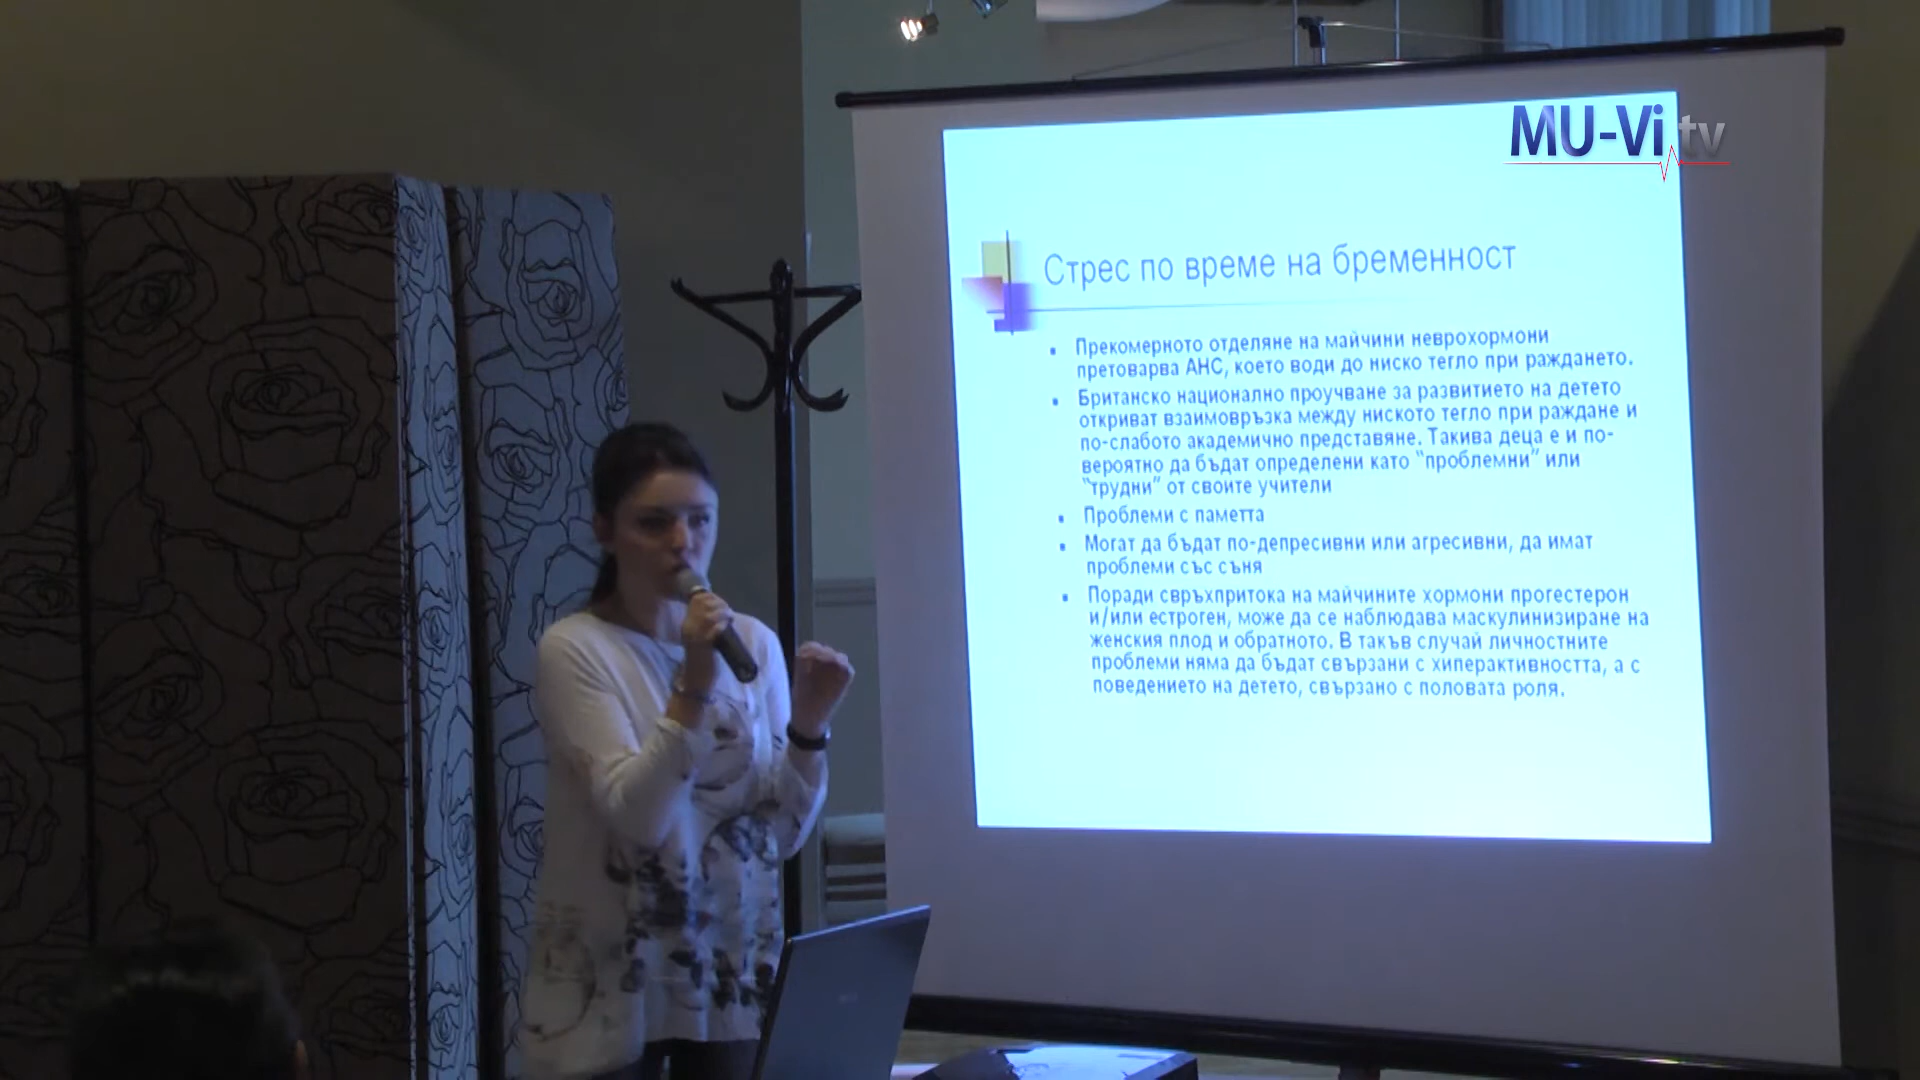 MU-Vi.tv
Стрес по време на бременност
Прекомерното отделяне на майчини неврохормони
претоварва АНС, което води до ниско тегло при раждането.
Британско национално проучване за развитието на детето
откриват взаимовръзка между ниското тегло при раждане и
по-слабото академично представяне. Такива деца е и по-
вероятно да бъдат определени като "проблемни" или
"трудни" от своите учители
Проблеми с паметта
Могат да бъдат по-депресивни или агресивни, да имат
проблеми със съня
Поради свръхпритока на майчините хормони прогестерон
и/или естроген, може да се наблюдава маскулинизиране на
женския плод и обратното. В такъв случай личностните
проблеми няма да бъдат свързани с хиперактивността, а с
поведението на детето, свързано с половата роля.